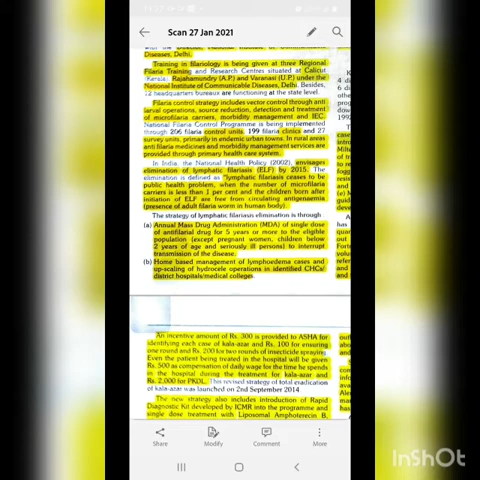 Scan 27 Jan 2021
Diseases, Delhi.
Training in filariology is being given at three Regional
Filaria Training and Research Centres situated at Calicut
(Kerala), Rajahamundry (A.P.) and Varanasi (U.P.) under the
National Institute of Communicable Diseases, Delhi. Besides,
12 headquarters bureaux are functioning at the state level.
Filaria control strategy includes vector control through anti
larval operations, source reduction, detection and treatment
of microfilaria carriers, morbidity management and IEC.
National Filaria Control Programme is being implemented
through 206 filaria control units, 199 filaria clinics and 27
survey units, primarily in endemic urban towns. In rural areas
anti filaria medicines and morbidity management services are
provided through primary health care system.
In India, the National Health Policy (2002), envisages
elimination of lymphatic filariasis (ELF) by 2015. The
elimination is defined as "lymphatic filariasis ceases to be
public health problem, when the number of microfilaria
carriers is less than 1 per cent and the children born after
initiation of ELF are free from circulating antigenaemia
(presence of adult filaria worm in human body).
The strategy of lymphatic filariasis elimination is through
(a) Annual Mass Drug Administration (MDA) of single dose
of antifilarial drug for 5 years or more to the eligible
population (except pregnant women, children below
2 years of age and seriously ill persons) to interrupt
transmission of the disease.
(b) Home based management of lymphoedema cases and
up-scaling of hydrocele operations in identified CHCs/
district hospitals/medical colleges
An incentive amount of Rs. 300 is provided to ASHA for
identifying each case of kala-azar and Rs. 100 for ensuring
one round and Rs. 200 for two rounds of insecticide spraying.
Even the patient being treated in the hospital will be given
Rs. 500 as compensation of daily wage for the time he spends
in the hospital during the treatment for kala-azar and
Rs. 2,000 for PKDL. This revised strategy of total eradication
of kala-azar was launched on 2nd September 2014
The new strategy also includes introduction of Rapid
Diagnostic Kit developed by ICMR into the programme and
single dose treatment with Liposomal Amphoterecin B,
Share Modify Comment More
InShOt